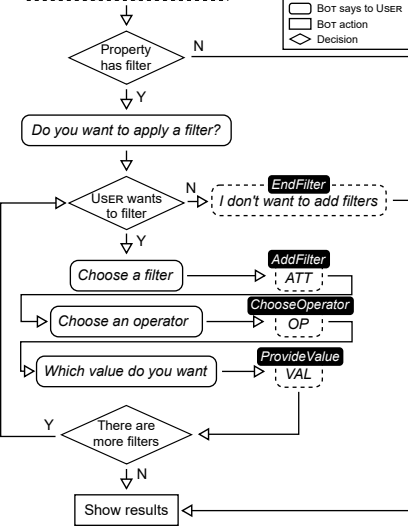 BOT says to USER
BOT action
Decision
Property
has filter
N
Y
Do you want to apply a filter?
USER wants
to filter
N
EndFilter
I don't want to add filters
Y
Choose a filter
AddFilter
ATT
Choose an operator
ChooseOperator
OP
Which value do you want
ProvideValue
VAL
Y
There are
more filters
N
Show results